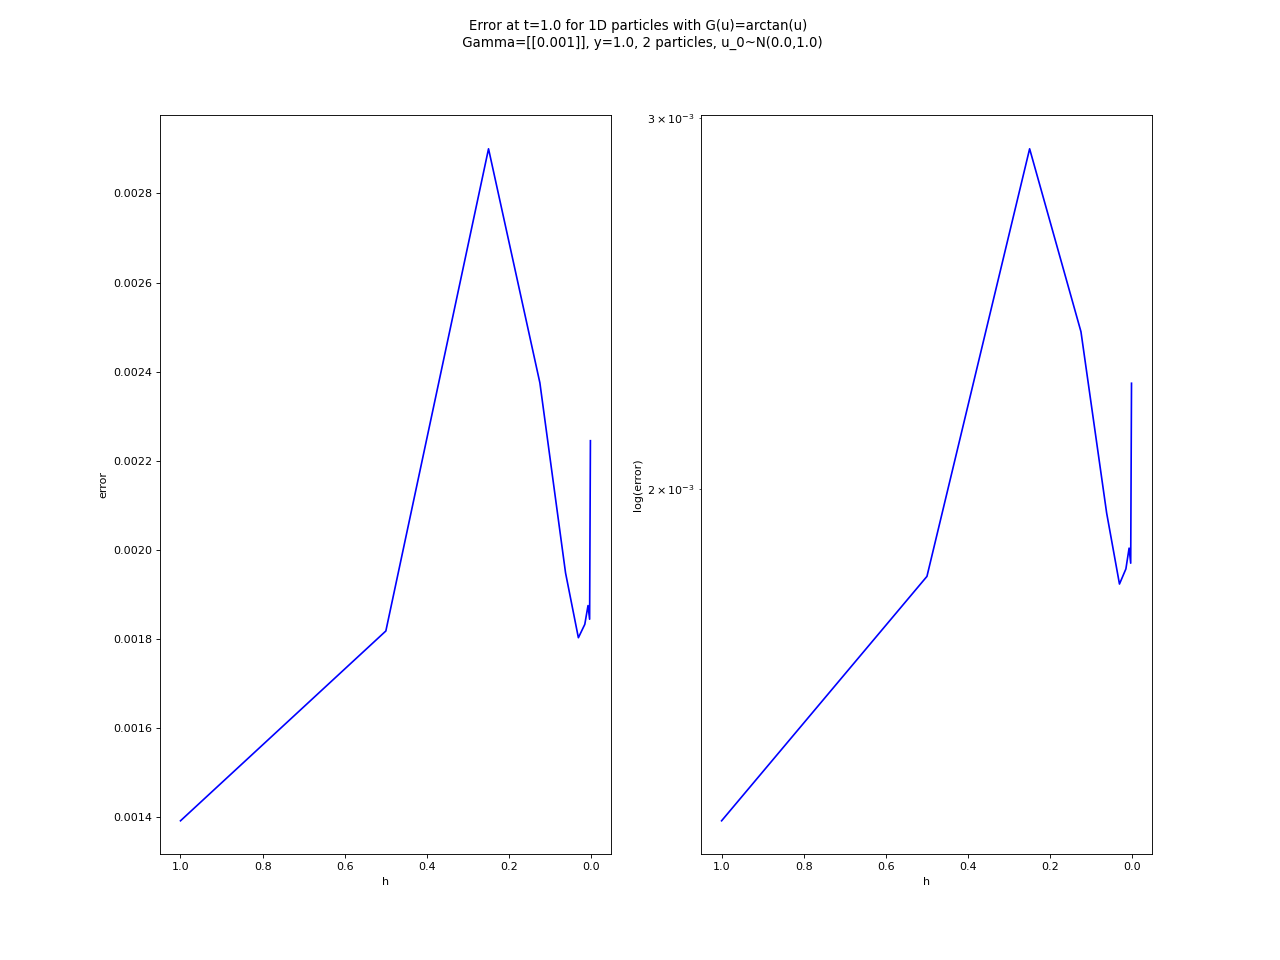 Error at t=1.0 for 1D particles with G(u)=arctan(u)
Gamma=[[0.001]], y=1.0, 2 particles, u_0~N(0.0,1.0)
error
0.0028
0.0026
0.0024
0.0022
0.0020
0.0018
0.0016
0.0014
1.0 0.8 0.6 0.4 0.2 0.0
h
log(error)
3 × 10⁻³
2 × 10⁻³
1.0 0.8 0.6 0.4 0.2 0.0
h